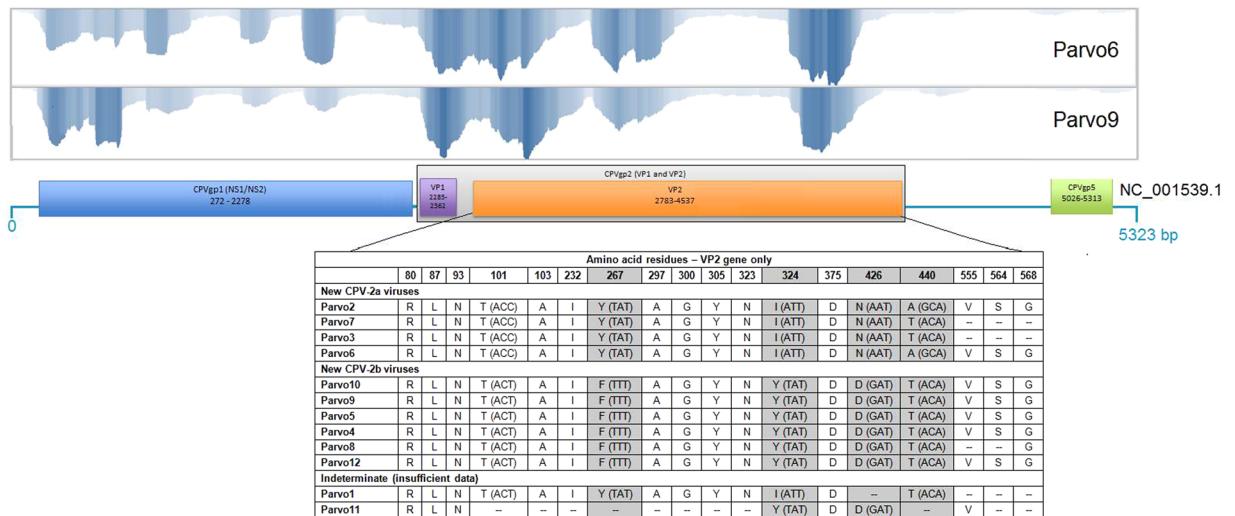 Parvo6
Parvo9
CPVgp1 (NS1/NS2)
272 - 2278
CPVgp2 (VP1 and VP2)
VP1
2285-
2362
VP2
2783-4537
CPVgp5
5026-5313
NC_001539.1
0
5323 bp
Amino acid residues – VP2 gene only
80 87 93 101 103 232 267 297 300 305 323 324 375 426 440 555 564 568
New CPV-2a viruses
Parvo2 R L N T (ACC) A I Y (TAT) A G Y N I (ATT) D N (AAT) A (GCA) V S G
Parvo7 R L N T (ACC) A I Y (TAT) A G Y N I (ATT) D N (AAT) T (ACA) -- -- --
Parvo3 R L N T (ACC) A I Y (TAT) A G Y N I (ATT) D N (AAT) T (ACA) -- -- --
Parvo6 R L N T (ACC) A I Y (TAT) A G Y N I (ATT) D N (AAT) A (GCA) V S G
New CPV-2b viruses
Parvo10 R L N T (ACT) A I F (TTT) A G Y N Y (TAT) D D (GAT) T (ACA) V S G
Parvo9 R L N T (ACT) A I F (TTT) A G Y N Y (TAT) D D (GAT) T (ACA) V S G
Parvo5 R L N T (ACT) A I F (TTT) A G Y N Y (TAT) D D (GAT) T (ACA) V S G
Parvo4 R L N T (ACT) A I F (TTT) A G Y N Y (TAT) D D (GAT) T (ACA) V S G
Parvo8 R L N T (ACT) A I F (TTT) A G Y N Y (TAT) D D (GAT) T (ACA) -- -- G
Parvo12 R L N T (ACT) A I F (TTT) A G Y N Y (TAT) D D (GAT) T (ACA) V S G
Indeterminate (insufficient data)
Parvo1 R L N T (ACT) A I Y (TAT) A G Y N I (ATT) D -- T (ACA) -- -- --
Parvo11 R L N -- -- -- -- -- -- -- -- Y (TAT) D D (GAT) -- V -- --